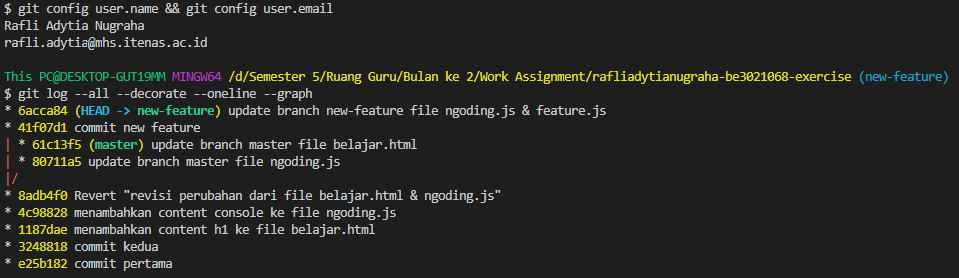 $ git config user.name && git config user.email
Rafli Adytia Nugraha
rafli.adytia@mhs.itenas.ac.id
This PC@DESKTOP-GUT19MM MINGW64 /d/Semester 5/Ruang Guru/Bulan ke 2/Work Assignment/rafliadytianugraha-be3021068-exercise (new-feature)
$ git log --all --decorate --oneline --graph
* 6acca84 (HEAD -> new-feature) update branch new-feature file ngoding.js & feature.js
* 41f07d1 commit new feature
| * 61c13f5 (master) update branch master file belajar.html
| * 80711a5 update branch master file ngoding.js
|/
* 8adb4f0 Revert "revisi perubahan dari file belajar.html & ngoding.js"
* 4c98828 menambahkan content console ke file ngoding.js
* 1187dae menambahkan content h1 ke file belajar.html
* 3248818 commit kedua
* e25b182 commit pertama